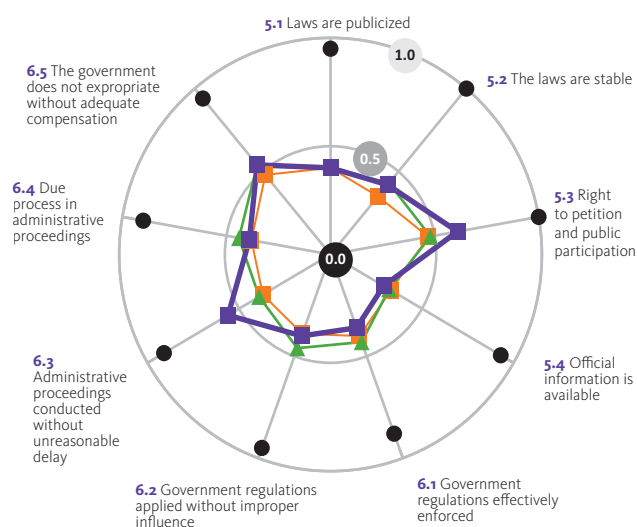 5.1 Laws are publicized
1.0
6.5 The government
does not expropriate
without adequate
compensation
5.2 The laws are stable
0.5
6.4 Due
process in
administrative
proceedings
5.3 Right
to petition
and public
participation
0.0
6.3
Administrative
proceedings
conducted
without
unreasonable
delay
5.4 Official
information is
available
6.2 Government regulations
applied without improper
influence
6.1 Government
regulations effectively
enforced